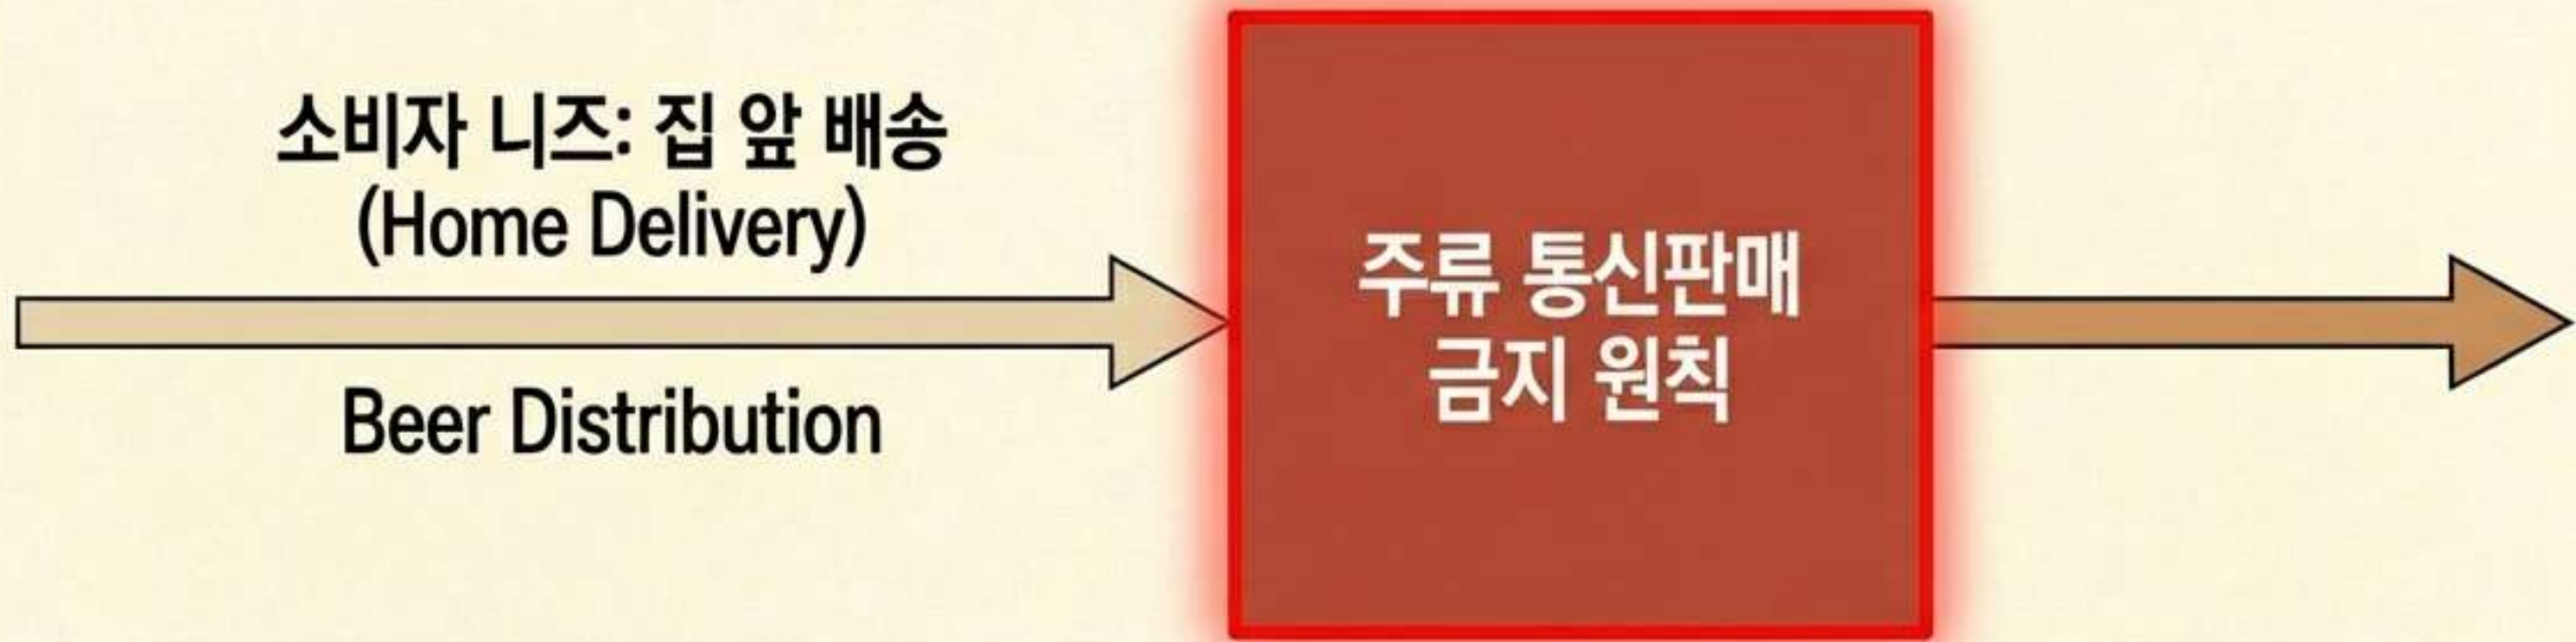 소비자 니즈: 집 앞 배송
(Home Delivery)
Beer Distribution
주류 통신판매
금지 원칙